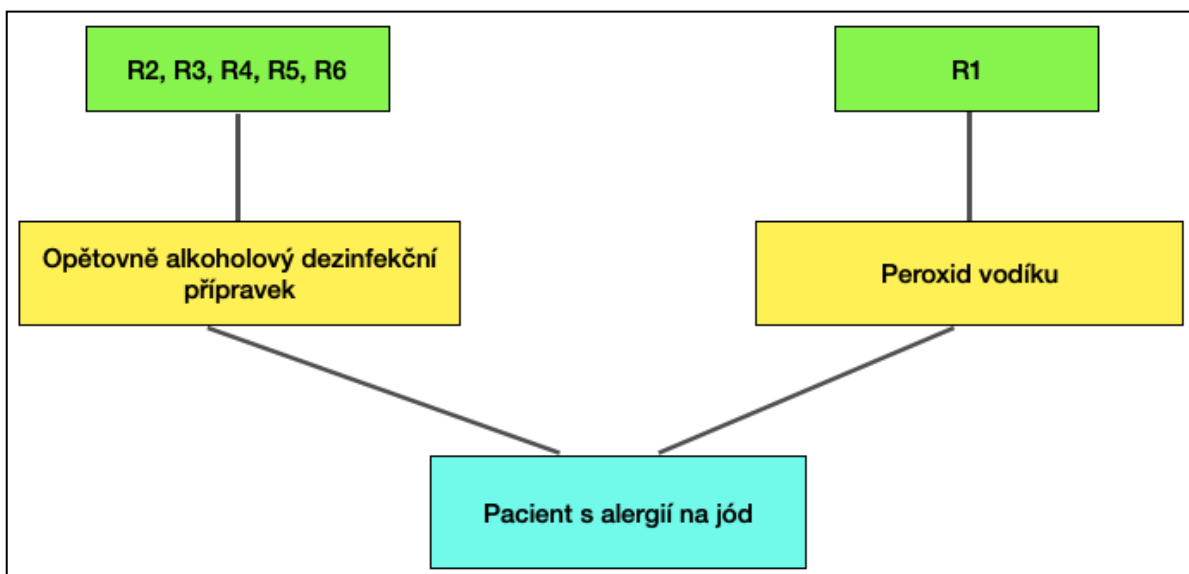 R2, R3, R4, R5, R6
R1
Opětovně alkoholový dezinfekční
přípravek
Peroxid vodíku
Pacient s alergií na jód